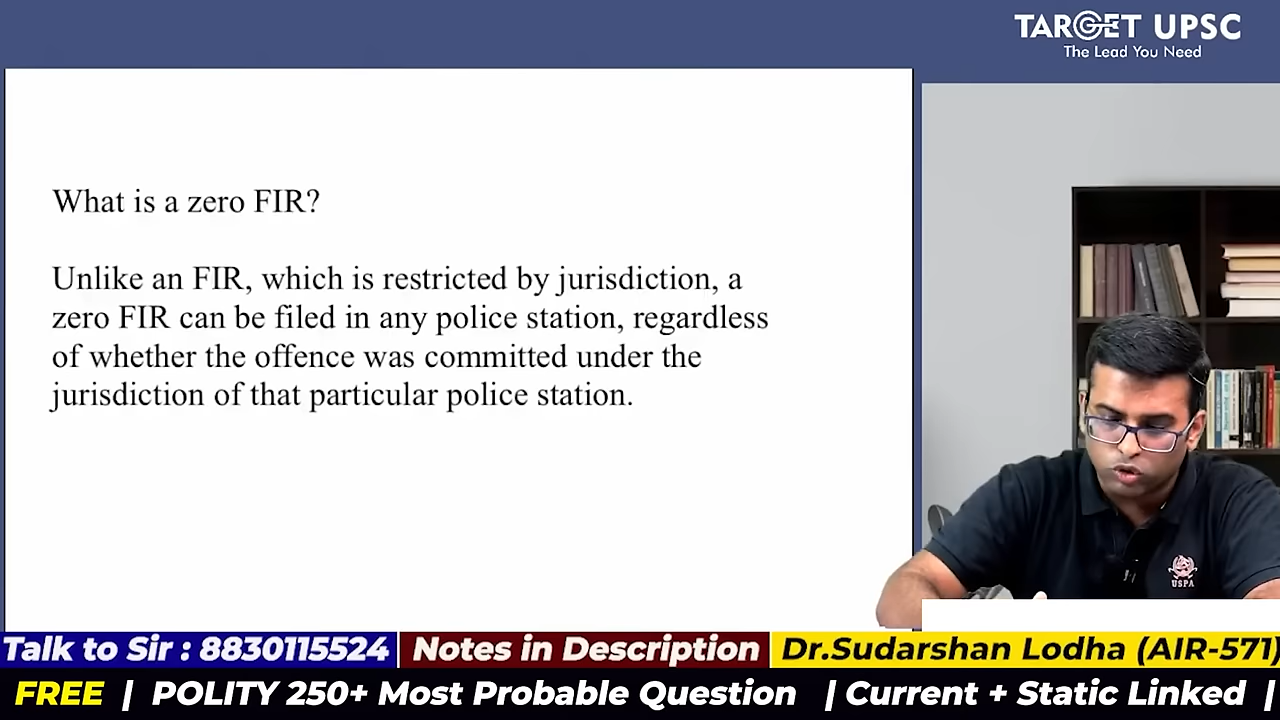 TARGET UPSC
The Lead You Need
What is a zero FIR?
Unlike an FIR, which is restricted by jurisdiction, a
zero FIR can be filed in any police station, regardless
of whether the offence was committed under the
jurisdiction of that particular police station.
USPA
Talk to Sir : 8830115524
Notes in Description
Dr.Sudarshan Lodha (AIR-571)
FREE | POLITY 250+ Most Probable Question | Current + Static Linked |